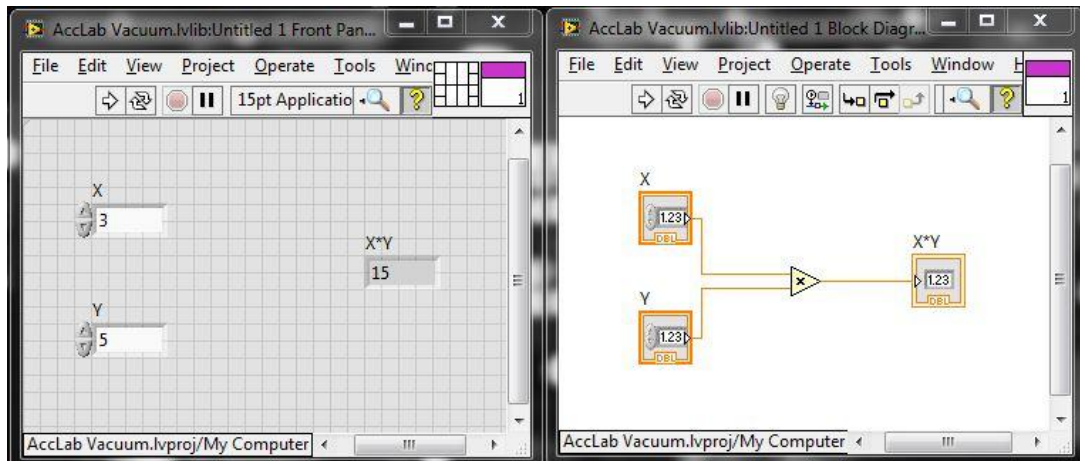 AccLab Vacuum.lvlib:Untitled 1 Front Pan...
File Edit View Project Operate Tools
15pt Applicatio
1
X
3
X*Y
15
Y
5
AccLab Vacuum.lvproj/My Computer
AccLab Vacuum.lvlib:Untitled 1 Block Diagr...
File Edit View Project Operate Tools Window H
1
X
1.23
DBL
X*Y
1.23
DBL
Y
1.23
DBL
AccLab Vacuum.lvproj/My Computer